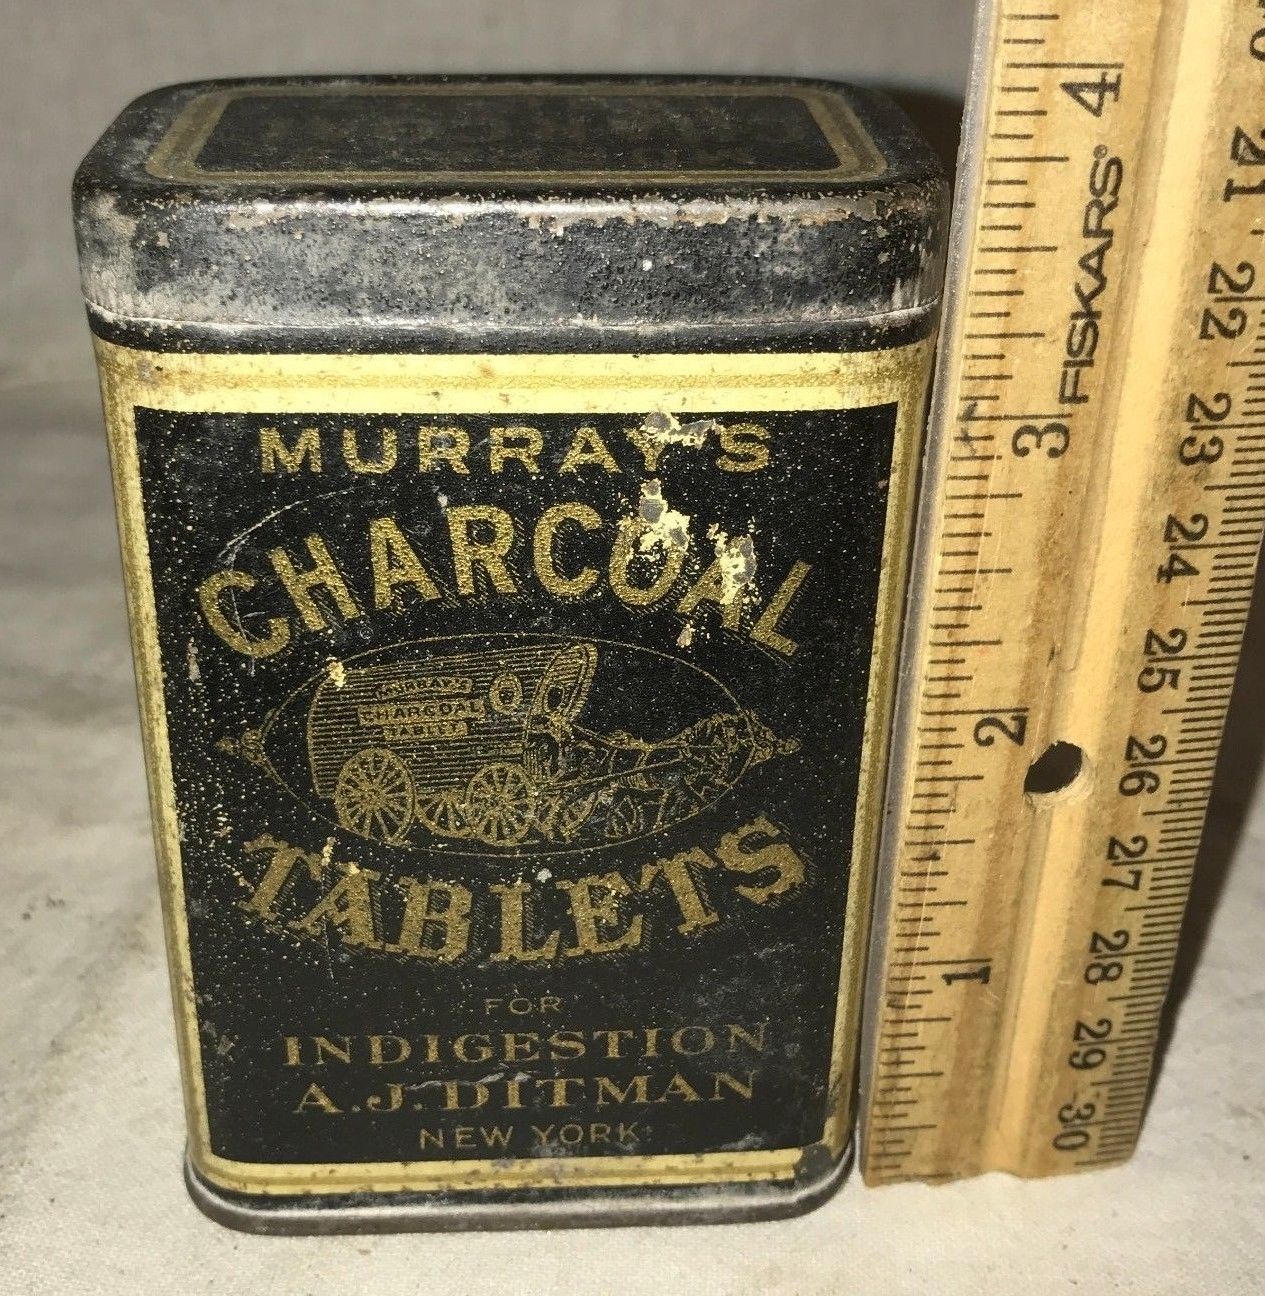 MURRAY'S
CHARCOAL
MURRAY'S
CHARCOAL
TABLET
TABLETS
FOR
INDIGESTION
A.J. DITMAN
NEW YORK
FISKARS®
4
3
2
1
21
22
23
24
25
26
27
28
29
30